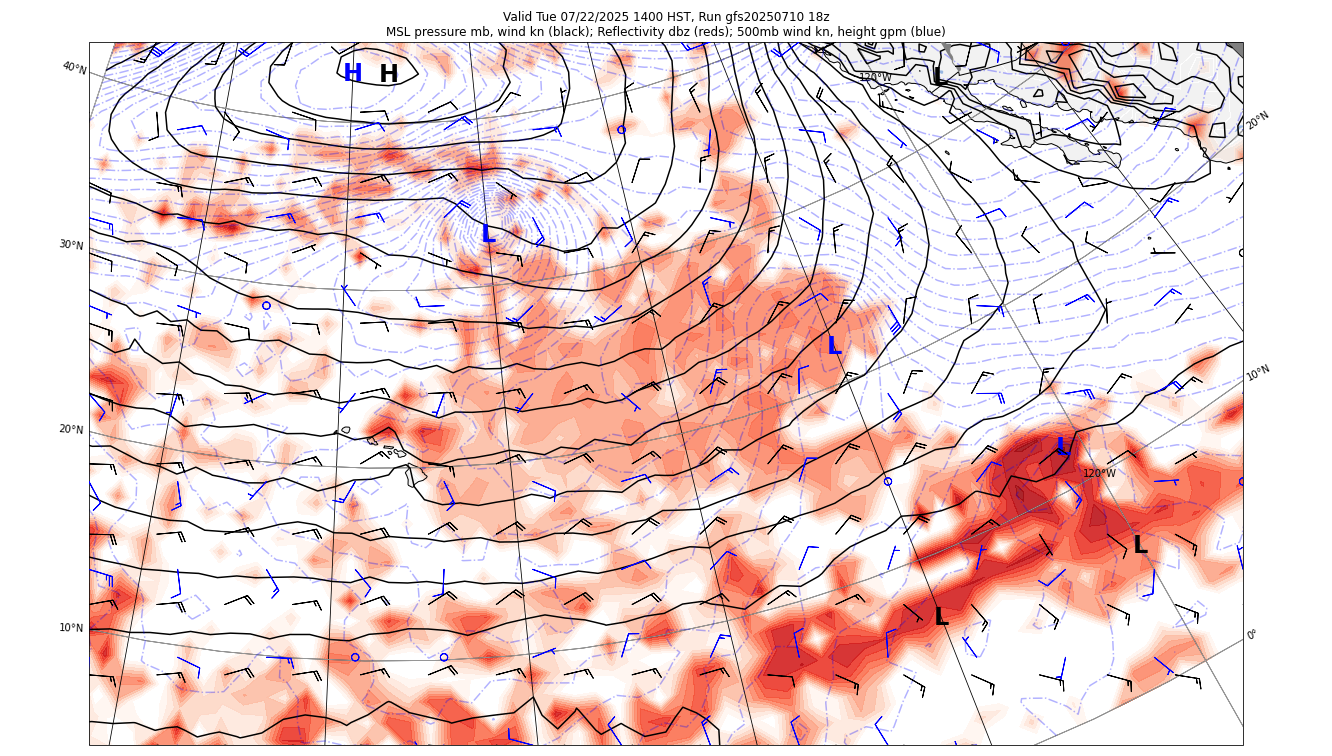 Valid Tue 07/22/2025 1400 HST, Run gfs20250710 18z
MSL pressure mb, wind kn (black); Reflectivity dbz (reds); 500mb wind kn, height gpm (blue)
40°N
H H
L
120°W
20°N
30°N
L
L
10°N
20°N
L
120°W
L
10°N
L
0°